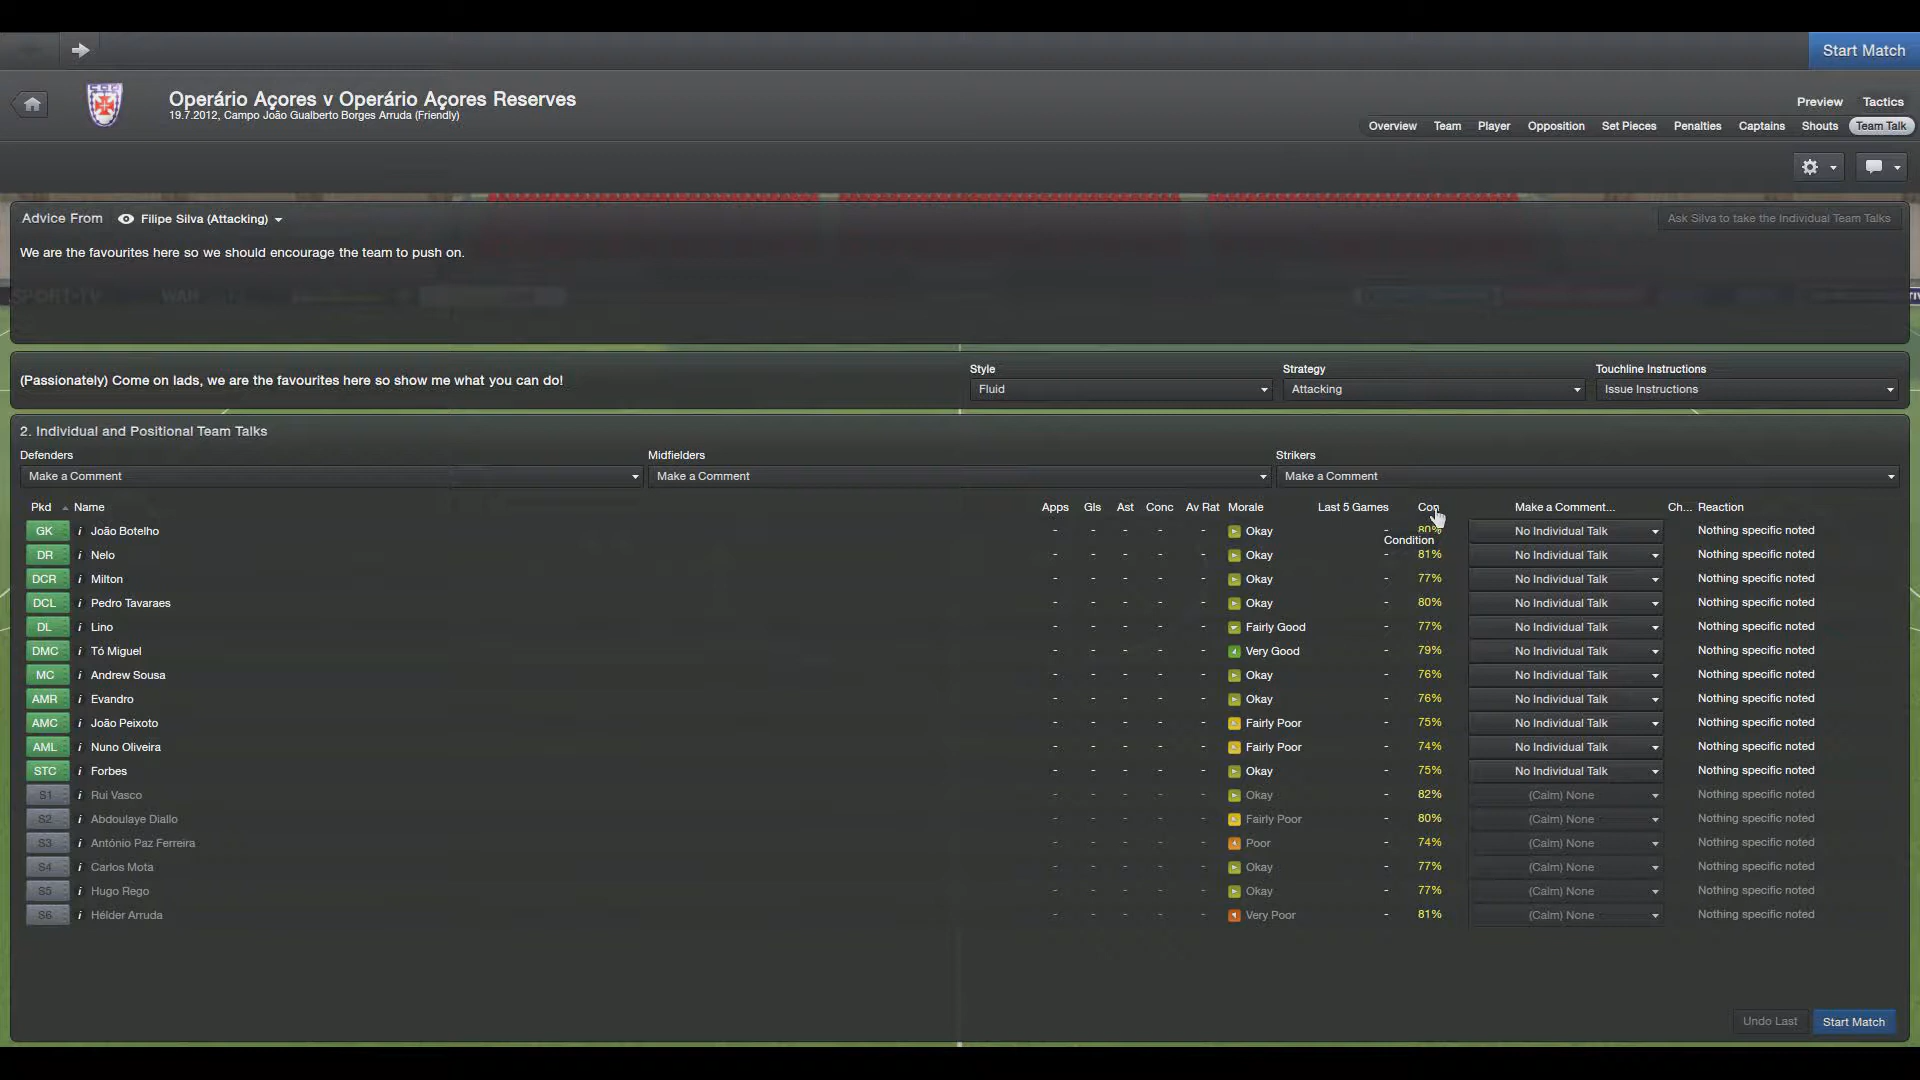 Start Match
Operário Açores v Operário Açores Reserves
19.7.2012, Campo João Gualberto Borges Arruda (Friendly)
Preview Tactics
Overview Team Player Opposition Set Pieces Penalties Captains Shouts Team Talk
Advice From Filipe Silva (Attacking) Ask Silva to take the Individual Team Talks
We are the favourites here so we should encourage the team to push on.
SPORT-TV
Style Strategy Touchline Instructions
(Passionately) Come on lads, we are the favourites here so show me what you can do! Fluid Attacking Issue Instructions
2. Individual and Positional Team Talks
Defenders Midfielders Strikers
Make a Comment Make a Comment Make a Comment
Pkd Name Apps Gls Ast Conc Av Rat Morale Last 5 Games Con Make a Comment... Ch... Reaction
GK i João Botelho - - - - - Okay - 80% No Individual Talk Nothing specific noted
Condition
DR i Nelo - - - - - Okay - 81% No Individual Talk Nothing specific noted
DCR i Milton - - - - - Okay - 77% No Individual Talk Nothing specific noted
DCL i Pedro Tavaraes - - - - - Okay - 80% No Individual Talk Nothing specific noted
DL i Lino - - - - - Fairly Good - 77% No Individual Talk Nothing specific noted
DMC i Tó Miguel - - - - - Very Good - 79% No Individual Talk Nothing specific noted
MC i Andrew Sousa - - - - - Okay - 76% No Individual Talk Nothing specific noted
AMR i Evandro - - - - - Okay - 76% No Individual Talk Nothing specific noted
AMC i João Peixoto - - - - - Fairly Poor - 75% No Individual Talk Nothing specific noted
AML i Nuno Oliveira - - - - - Fairly Poor - 74% No Individual Talk Nothing specific noted
STC i Forbes - - - - - Okay - 75% No Individual Talk Nothing specific noted
S1 i Rui Vasco - - - - - Okay - 82% (Calm) None Nothing specific noted
S2 i Abdoulaye Diallo - - - - - Fairly Poor - 80% (Calm) None Nothing specific noted
S3 i António Paz Ferreira - - - - - Poor - 74% (Calm) None Nothing specific noted
S4 i Carlos Mota - - - - - Okay - 77% (Calm) None Nothing specific noted
S5 i Hugo Rego - - - - - Okay - 77% (Calm) None Nothing specific noted
S6 i Hélder Arruda - - - - - Very Poor - 81% (Calm) None Nothing specific noted
Undo Last Start Match